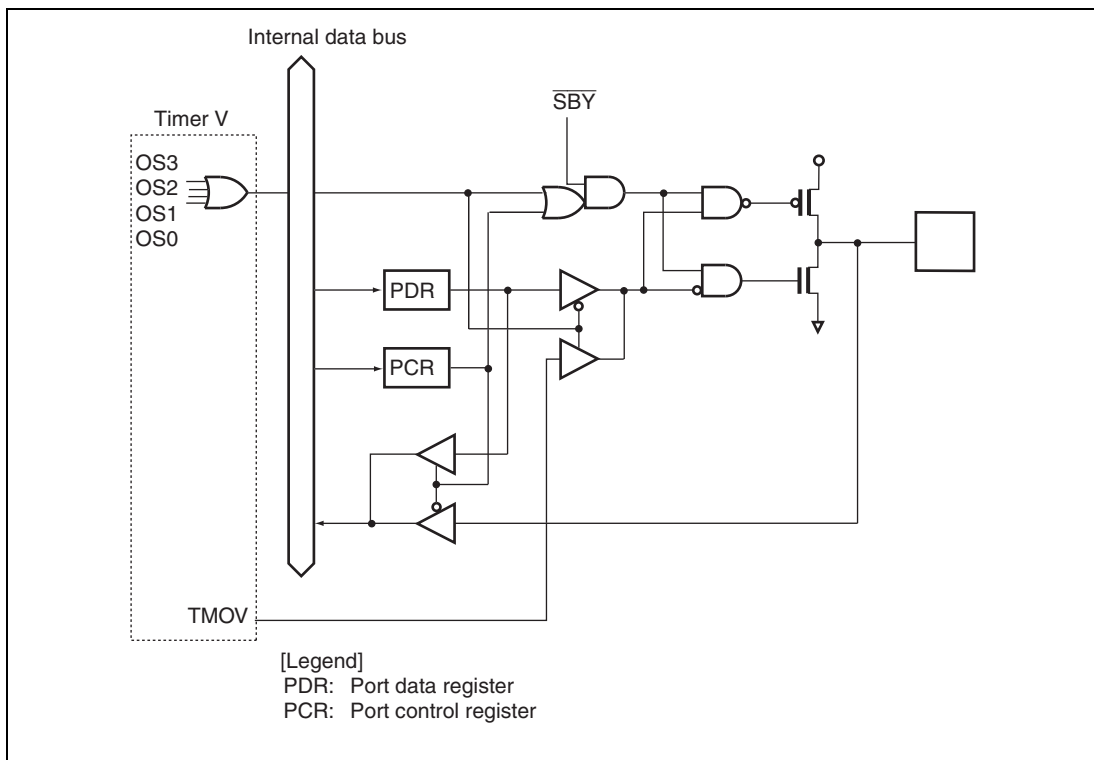 Internal data bus
SBY
Timer V
OS3
OS2
OS1
OS0
PDR
PCR
TMOV
[Legend]
PDR: Port data register
PCR: Port control register